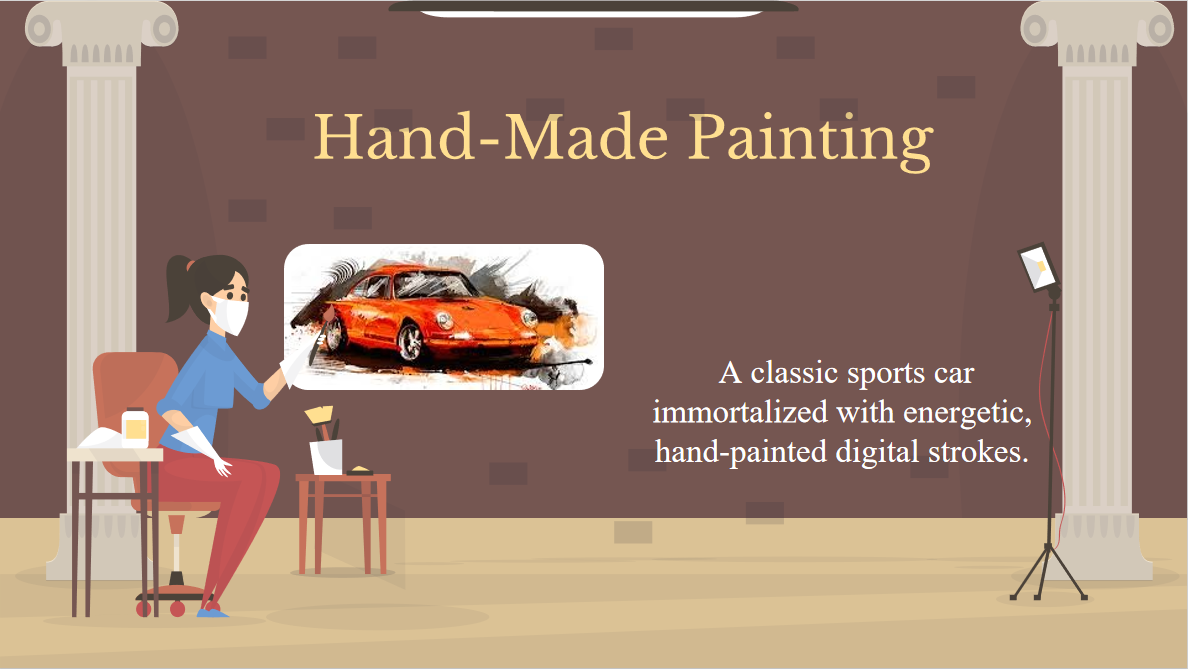 Hand-Made Painting
A classic sports car
immortalized with energetic,
hand-painted digital strokes.